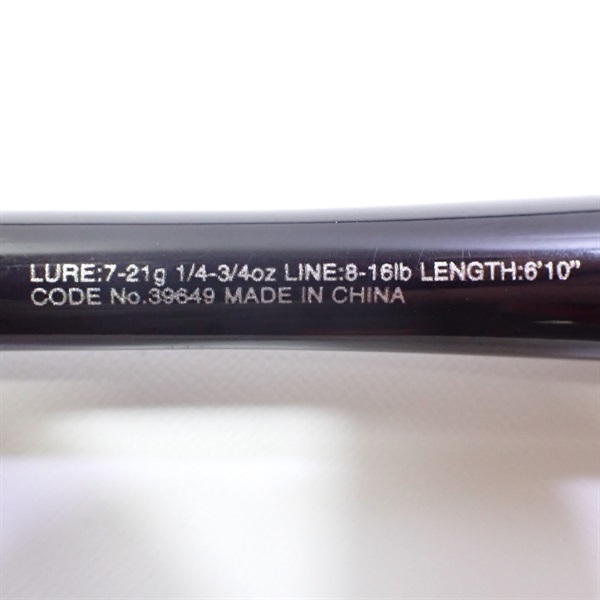 LURE:7-21g 1/4-3/4oz LINE:8-16lb LENGTH:6'10"
CODE No.39649 MADE IN CHINA